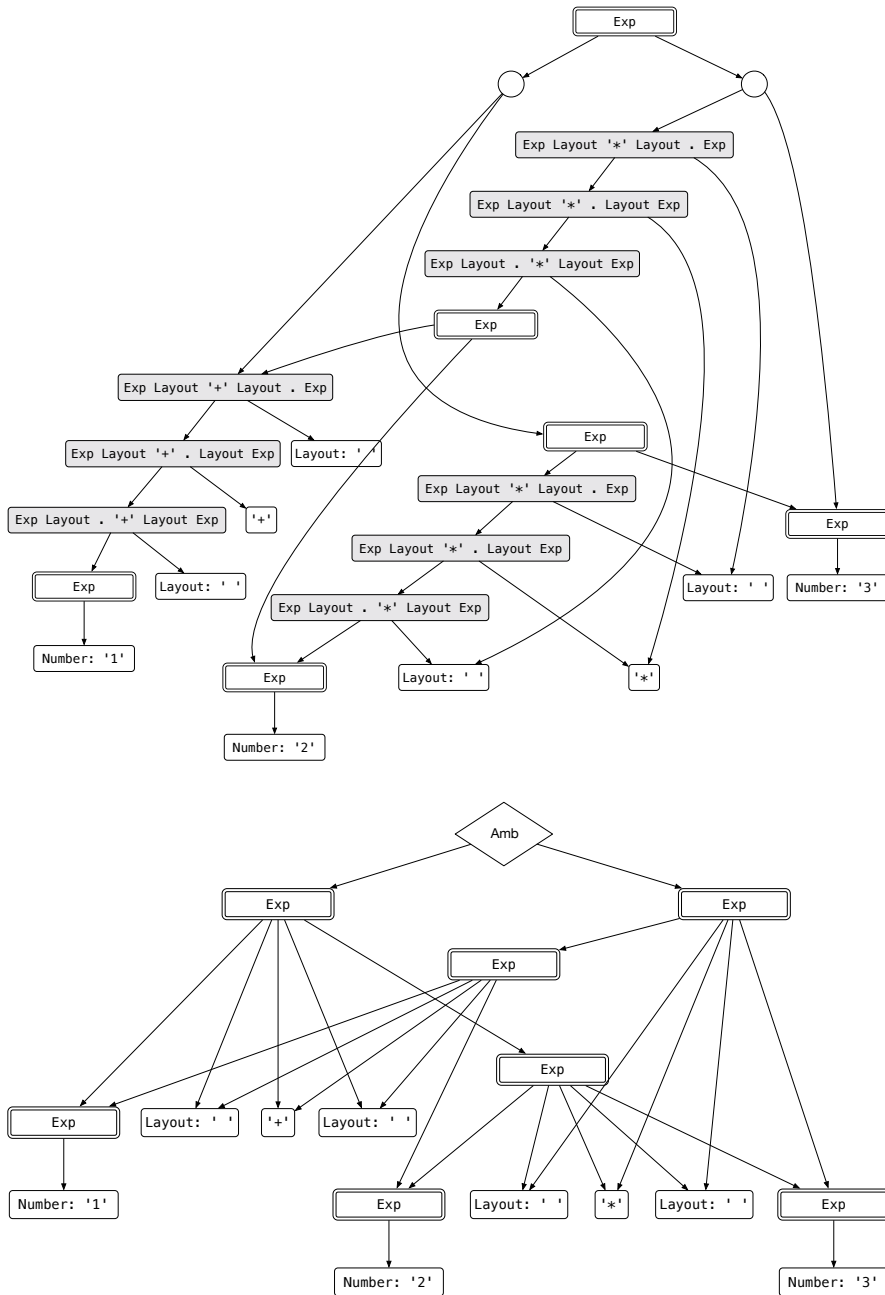 Exp
Exp Layout '*' Layout . Exp
Exp Layout '*' . Layout Exp
Exp Layout . '*' Layout Exp
Exp
Exp Layout '+' Layout . Exp
Exp
Exp Layout '+' . Layout Exp
Layout: ' '
Exp Layout '*' Layout . Exp
Exp Layout . '+' Layout Exp
'+'
Exp
Exp Layout '*' . Layout Exp
Exp
Layout: ' '
Layout: ' '
Number: '3'
Exp Layout . '*' Layout Exp
Number: '1'
Exp
Layout: ' '
'*'
Number: '2'
Amb
Exp
Exp
Exp
Exp
Exp
Layout: ' '
'+'
Layout: ' '
Number: '1'
Exp
Layout: ' '
'*'
Layout: ' '
Exp
Number: '2'
Number: '3'